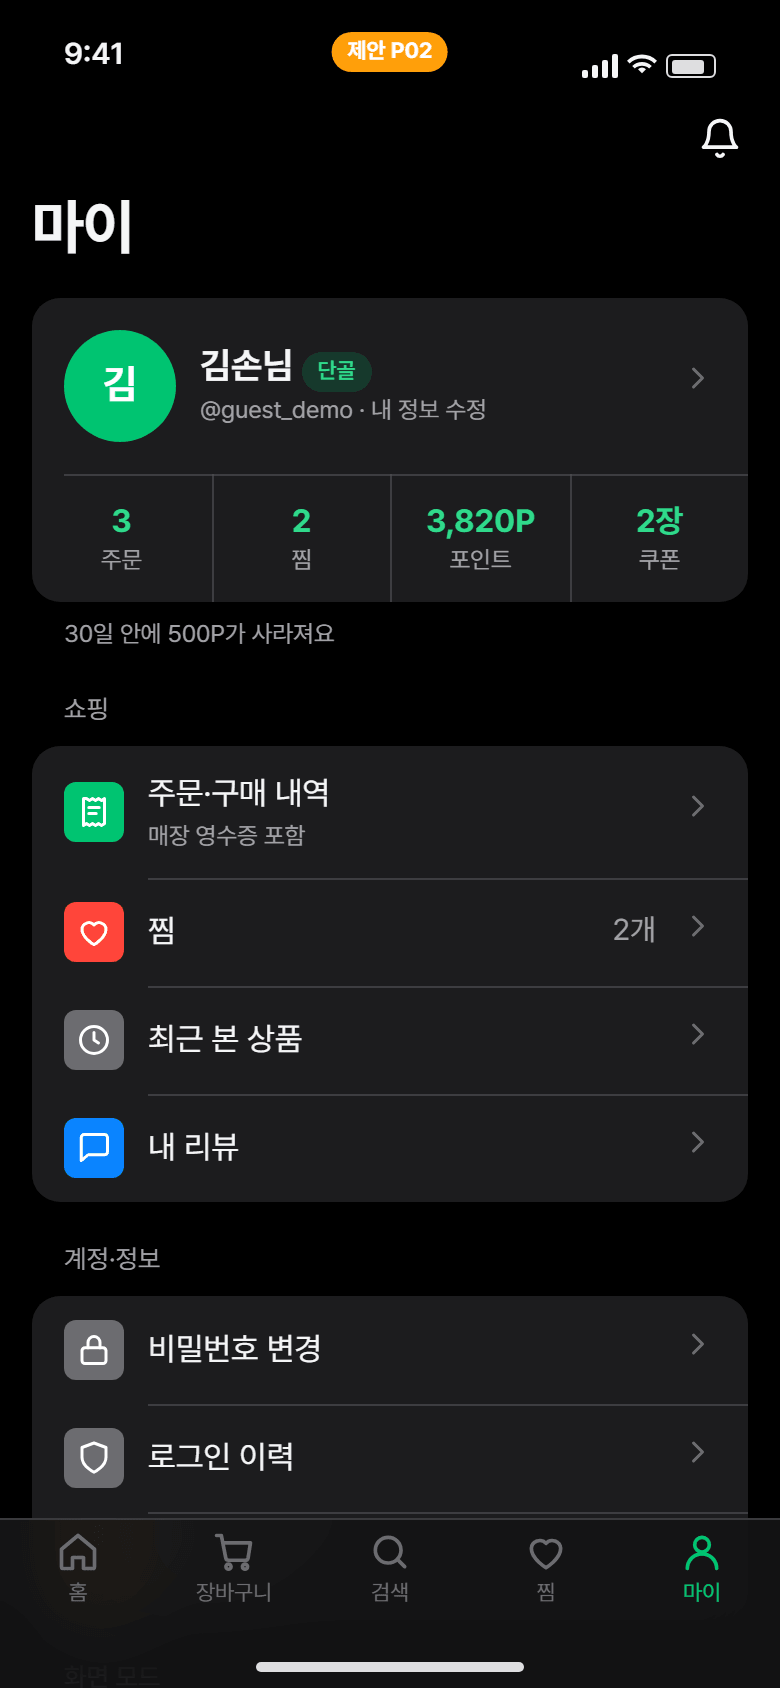 9:41
제안 P02
마이
김
김손님 단골
@guest_demo · 내 정보 수정
3
주문
2
찜
3,820P
포인트
2장
쿠폰
30일 안에 500P가 사라져요
쇼핑
주문·구매 내역
매장 영수증 포함
찜
2개
최근 본 상품
내 리뷰
계정·정보
비밀번호 변경
로그인 이력
홈
장바구니
검색
찜
마이
화면 모드